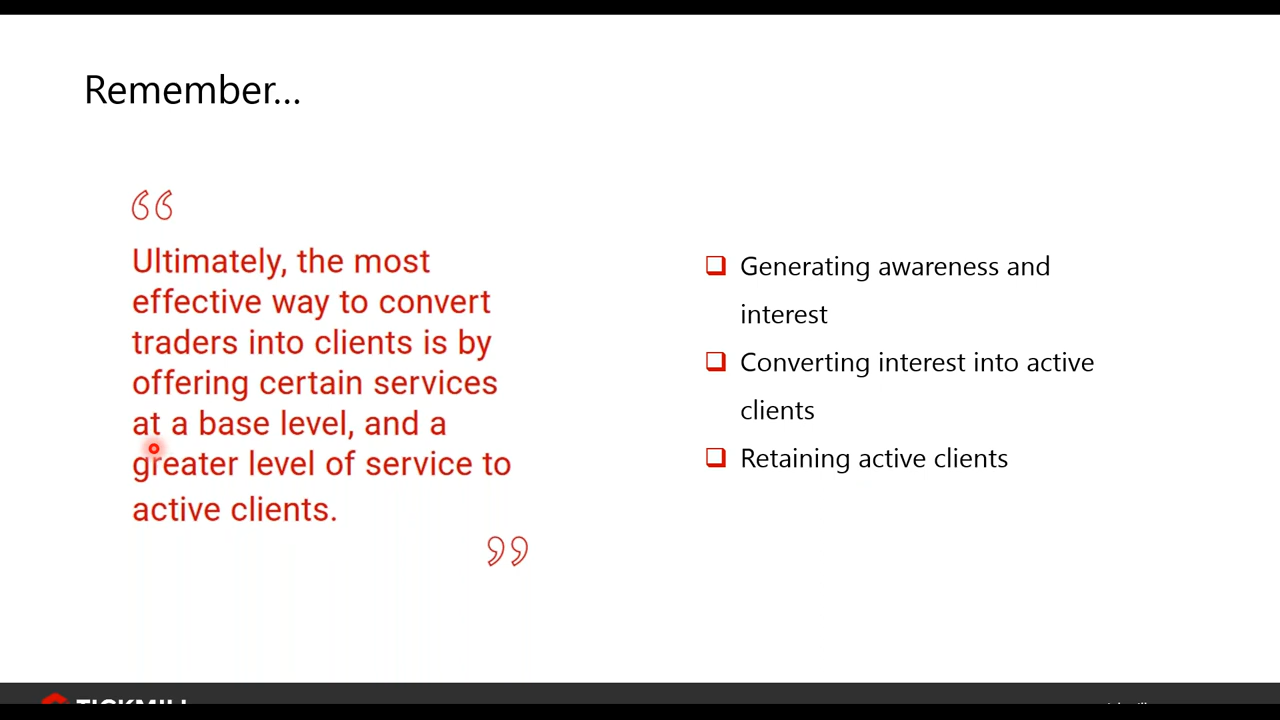 Remember...
“
Ultimately, the most
effective way to convert
traders into clients is by
offering certain services
at a base level, and a
greater level of service to
active clients.
”
❑ Generating awareness and
interest
❑ Converting interest into active
clients
❑ Retaining active clients
TICKMILL